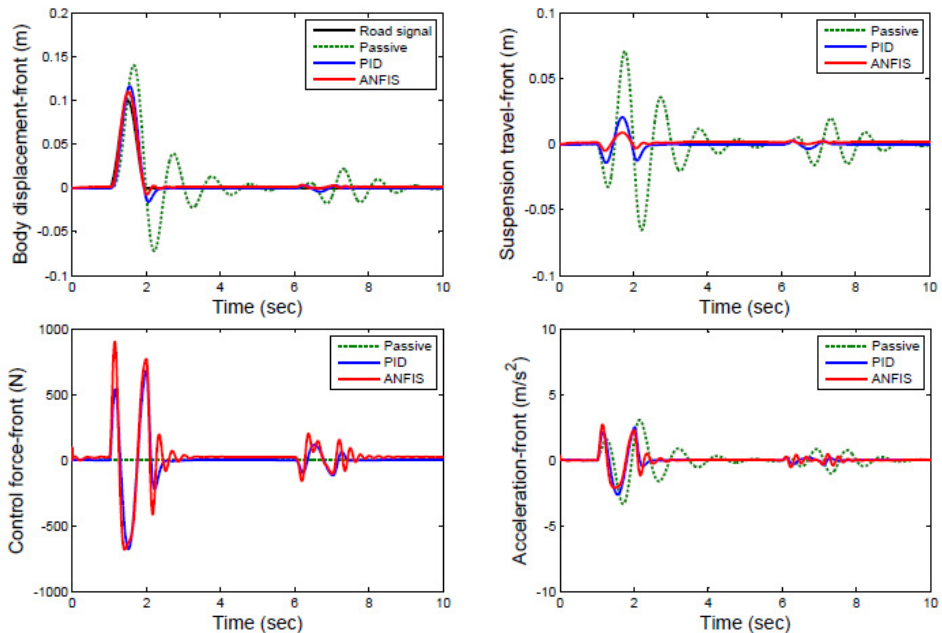 Body displacement-front (m)
0.2
0.15
0.1
0.05
0
-0.05
-0.1
Road signal
Passive
PID
ANFIS
0 2 4 6 8 10
Time (sec)
Suspension travel-front (m)
0.1
0.05
0
-0.05
-0.1
Passive
PID
ANFIS
0 2 4 6 8 10
Time (sec)
Control force-front (N)
1000
500
0
-500
-1000
Passive
PID
ANFIS
0 2 4 6 8 10
Time (sec)
Acceleration-front (m/s²)
10
5
0
-5
-10
Passive
PID
ANFIS
0 2 4 6 8 10
Time (sec)